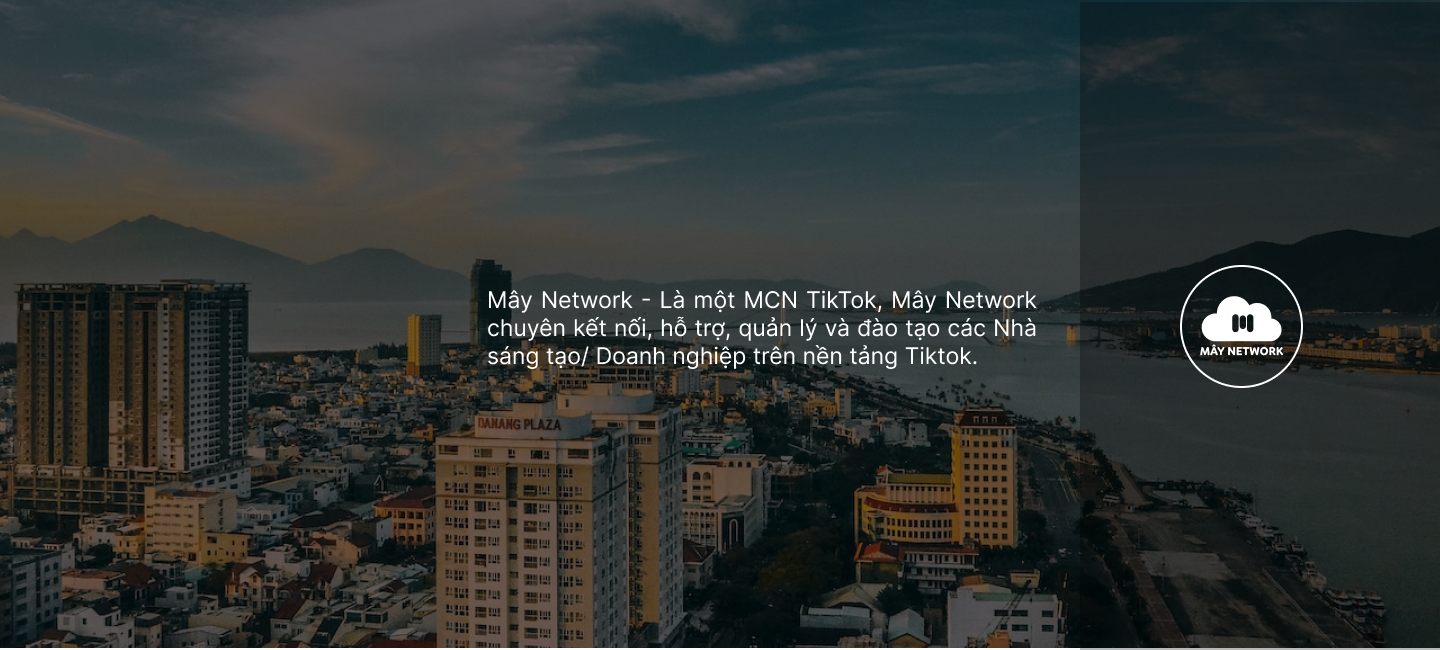 Mây Network - Là một MCN TikTok, Mây Network
chuyên kết nối, hỗ trợ, quản lý và đào tạo các Nhà
sáng tạo/ Doanh nghiệp trên nền tảng Tiktok.
MÂY NETWORK
DANANG PLAZA